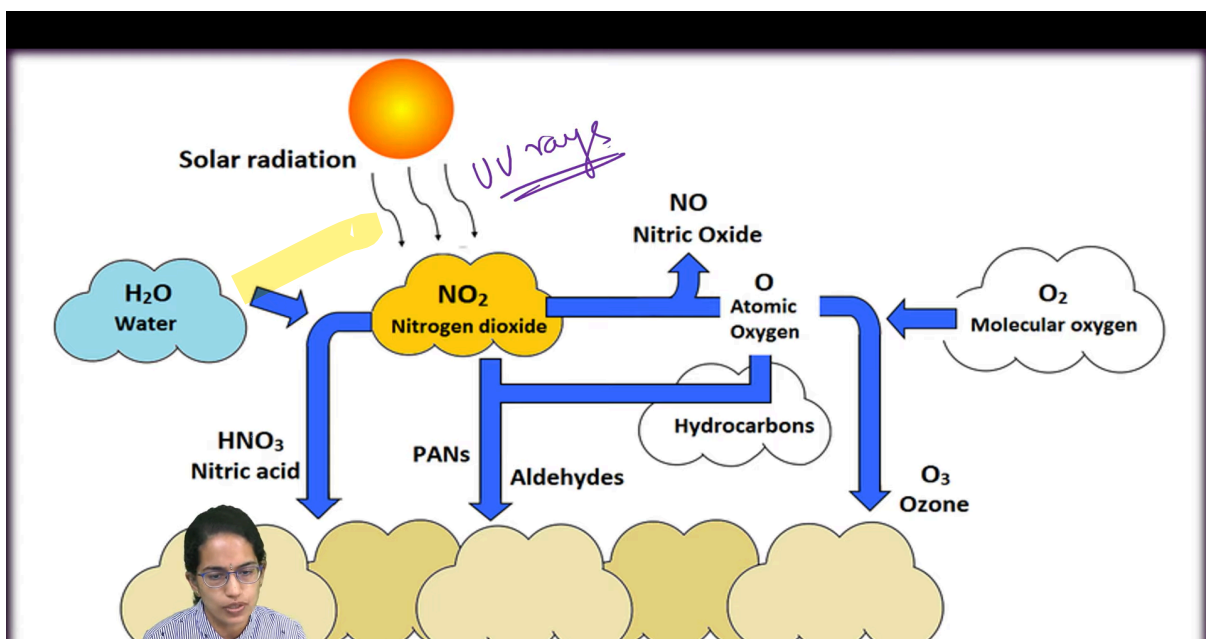 Solar radiation
UV rays
NO
Nitric Oxide
H₂O
Water
NO₂
Nitrogen dioxide
O
Atomic
Oxygen
O₂
Molecular oxygen
Hydrocarbons
HNO₃
Nitric acid
PANs
Aldehydes
O₃
Ozone